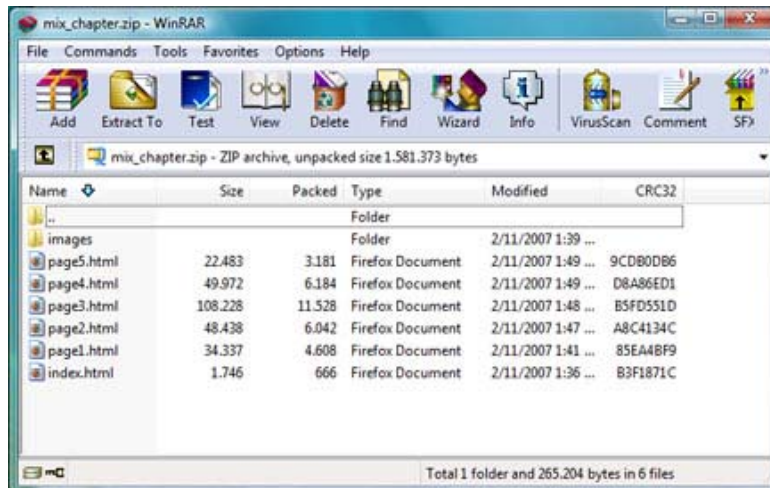 mix_chapter.zip - WinRAR
File Commands Tools Favorites Options Help
Add Extract To Test View Delete Find Wizard Info VirusScan Comment SFX
mix_chapter.zip - ZIP archive, unpacked size 1.581.373 bytes
Name Size Packed Type Modified CRC32
.. Folder
images Folder 2/11/2007 1:39 ...
page5.html 22.483 3.181 Firefox Document 2/11/2007 1:49 ... 9CDB0DB6
page4.html 49.972 6.184 Firefox Document 2/11/2007 1:49 ... D8A86ED1
page3.html 108.228 11.528 Firefox Document 2/11/2007 1:48 ... B5FD551D
page2.html 48.438 6.042 Firefox Document 2/11/2007 1:47 ... A8C4134C
page1.html 34.337 4.608 Firefox Document 2/11/2007 1:41 ... 85EA4BF9
index.html 1.746 666 Firefox Document 2/11/2007 1:36 ... B3F1871C
Total 1 folder and 265.204 bytes in 6 files